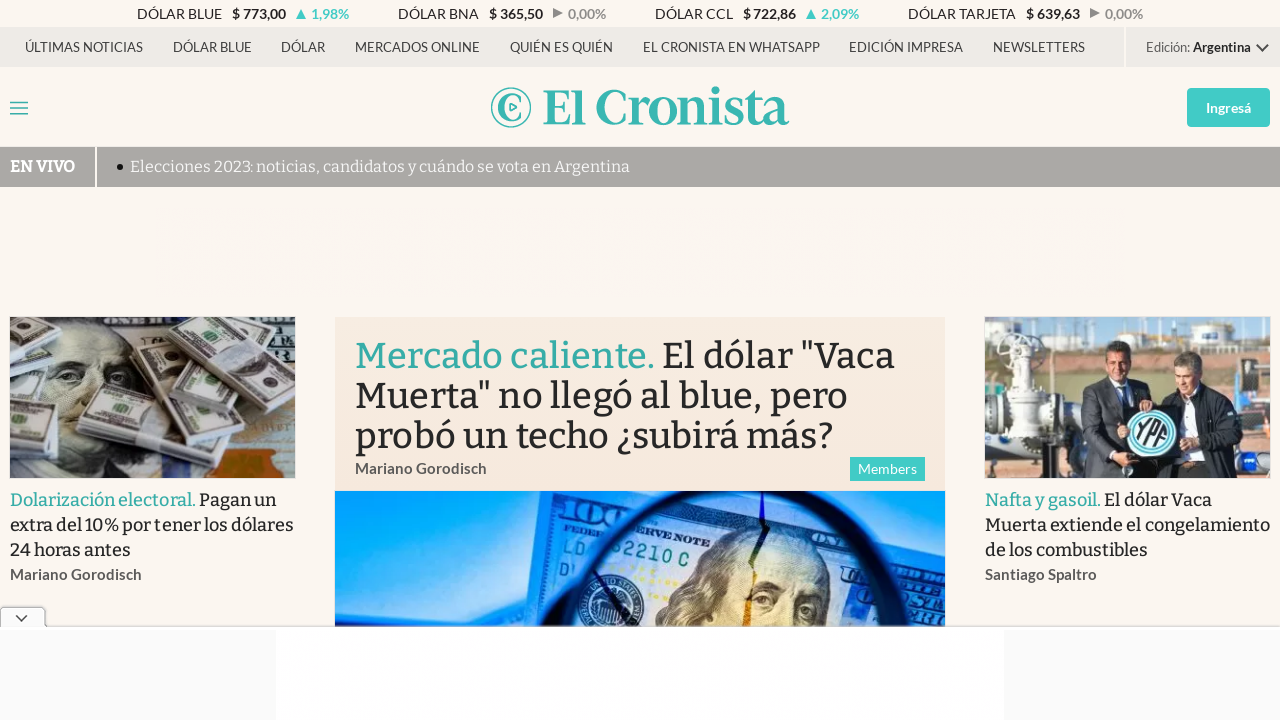 DÓLAR BLUE $ 773,00 1,98% DÓLAR BNA $ 365,50 0,00% DÓLAR CCL $ 722,86 2,09% DÓLAR TARJETA $ 639,63 0,00%
ÚLTIMAS NOTICIAS DÓLAR BLUE DÓLAR MERCADOS ONLINE QUIÉN ES QUIÉN EL CRONISTA EN WHATSAPP EDICIÓN IMPRESA NEWSLETTERS Edición: Argentina
El Cronista
Ingresá
EN VIVO Elecciones 2023: noticias, candidatos y cuándo se vota en Argentina
Dolarización electoral. Pagan un
extra del 10% por tener los dólares
24 horas antes
Mariano Gorodisch
Mercado caliente. El dólar "Vaca
Muerta" no llegó al blue, pero
probó un techo ¿subirá más?
Mariano Gorodisch
Members
YPF
Nafta y gasoil. El dólar Vaca
Muerta extiende el congelamiento
de los combustibles
Santiago Spaltro